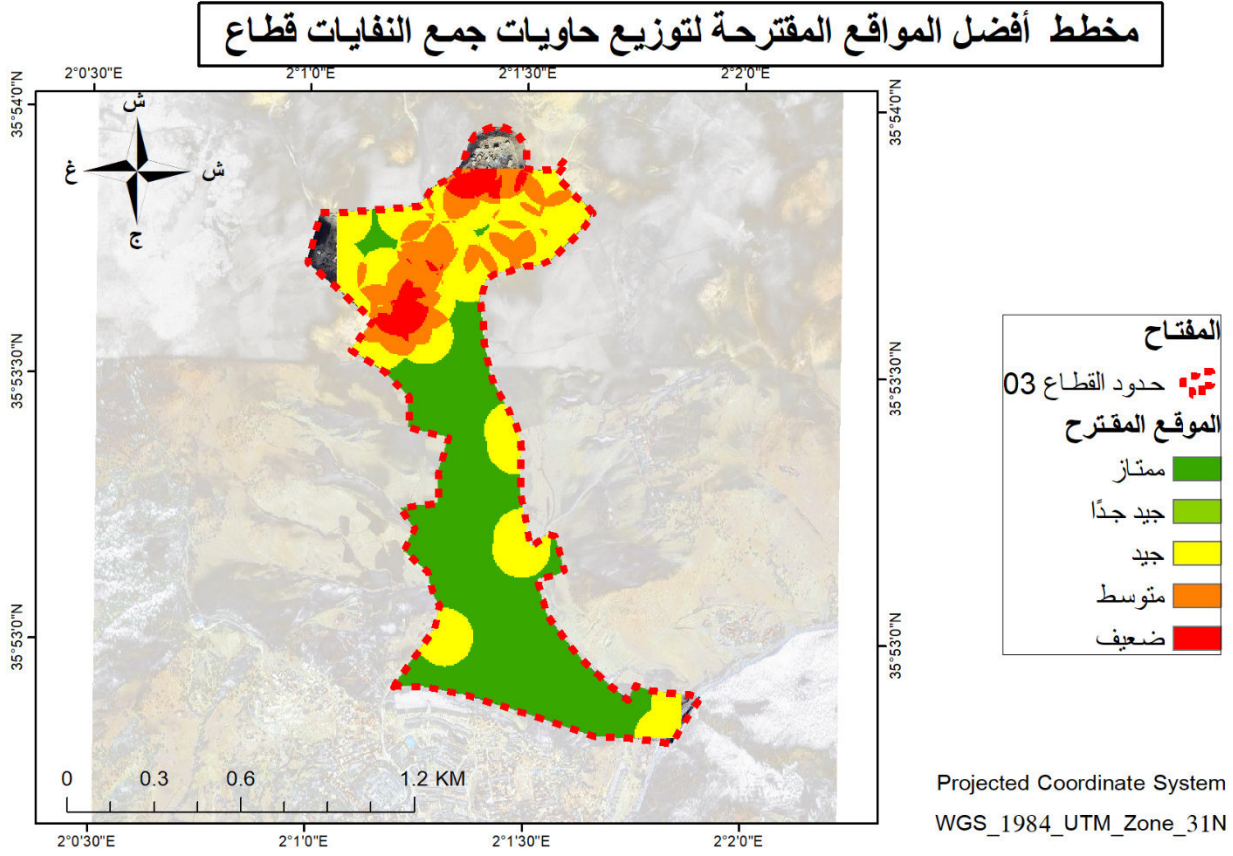 مخطط أفضل المواقع المقترحة لتوزيع حاويات جمع النفايات قطاع
2°0'30"E 2°1'0"E 2°1'30"E 2°2'0"E
35°54'0"N
35°54'0"N
ش
غ
ش
ج
35°53'30"N
35°53'30"N
35°53'0"N
35°53'0"N
المفتاح
حدود القطاع 03
الموقع المقترح
ممتاز
جيد جدًا
جيد
متوسط
ضعيف
0 0.3 0.6 1.2 KM
2°0'30"E 2°1'0"E 2°1'30"E 2°2'0"E
Projected Coordinate System
WGS_1984_UTM_Zone_31N